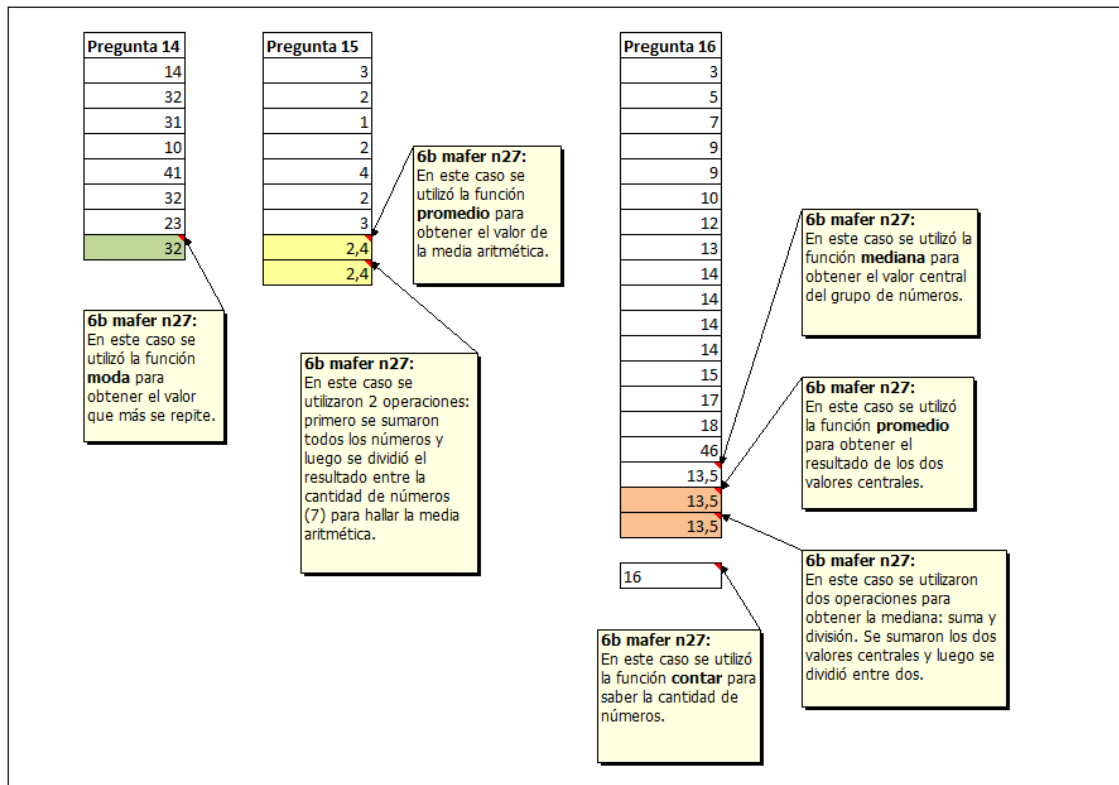 Pregunta 14
14
32
31
10
41
32
23
32
6b mafer n27:
En este caso se
utilizó la función
moda para
obtener el valor
que más se repite.
Pregunta 15
3
2
1
2
4
2
3
2,4
2,4
6b mafer n27:
En este caso se
utilizó la función
promedio para
obtener el valor de
la media aritmética.
6b mafer n27:
En este caso se
utilizaron 2 operaciones:
primero se sumaron
todos los números y
luego se dividió el
resultado entre la
cantidad de números
(7) para hallar la media
aritmética.
Pregunta 16
3
5
7
9
9
10
12
13
14
14
14
14
15
17
18
46
13,5
13,5
13,5
16
6b mafer n27:
En este caso se utilizó la
función mediana para
obtener el valor central
del grupo de números.
6b mafer n27:
En este caso se utilizó
la función promedio
para obtener el
resultado de los dos
valores centrales.
6b mafer n27:
En este caso se utilizaron
dos operaciones para
obtener la mediana: suma y
división. Se sumaron los dos
valores centrales y luego se
dividió entre dos.
6b mafer n27:
En este caso se utilizó
la función contar para
saber la cantidad de
números.